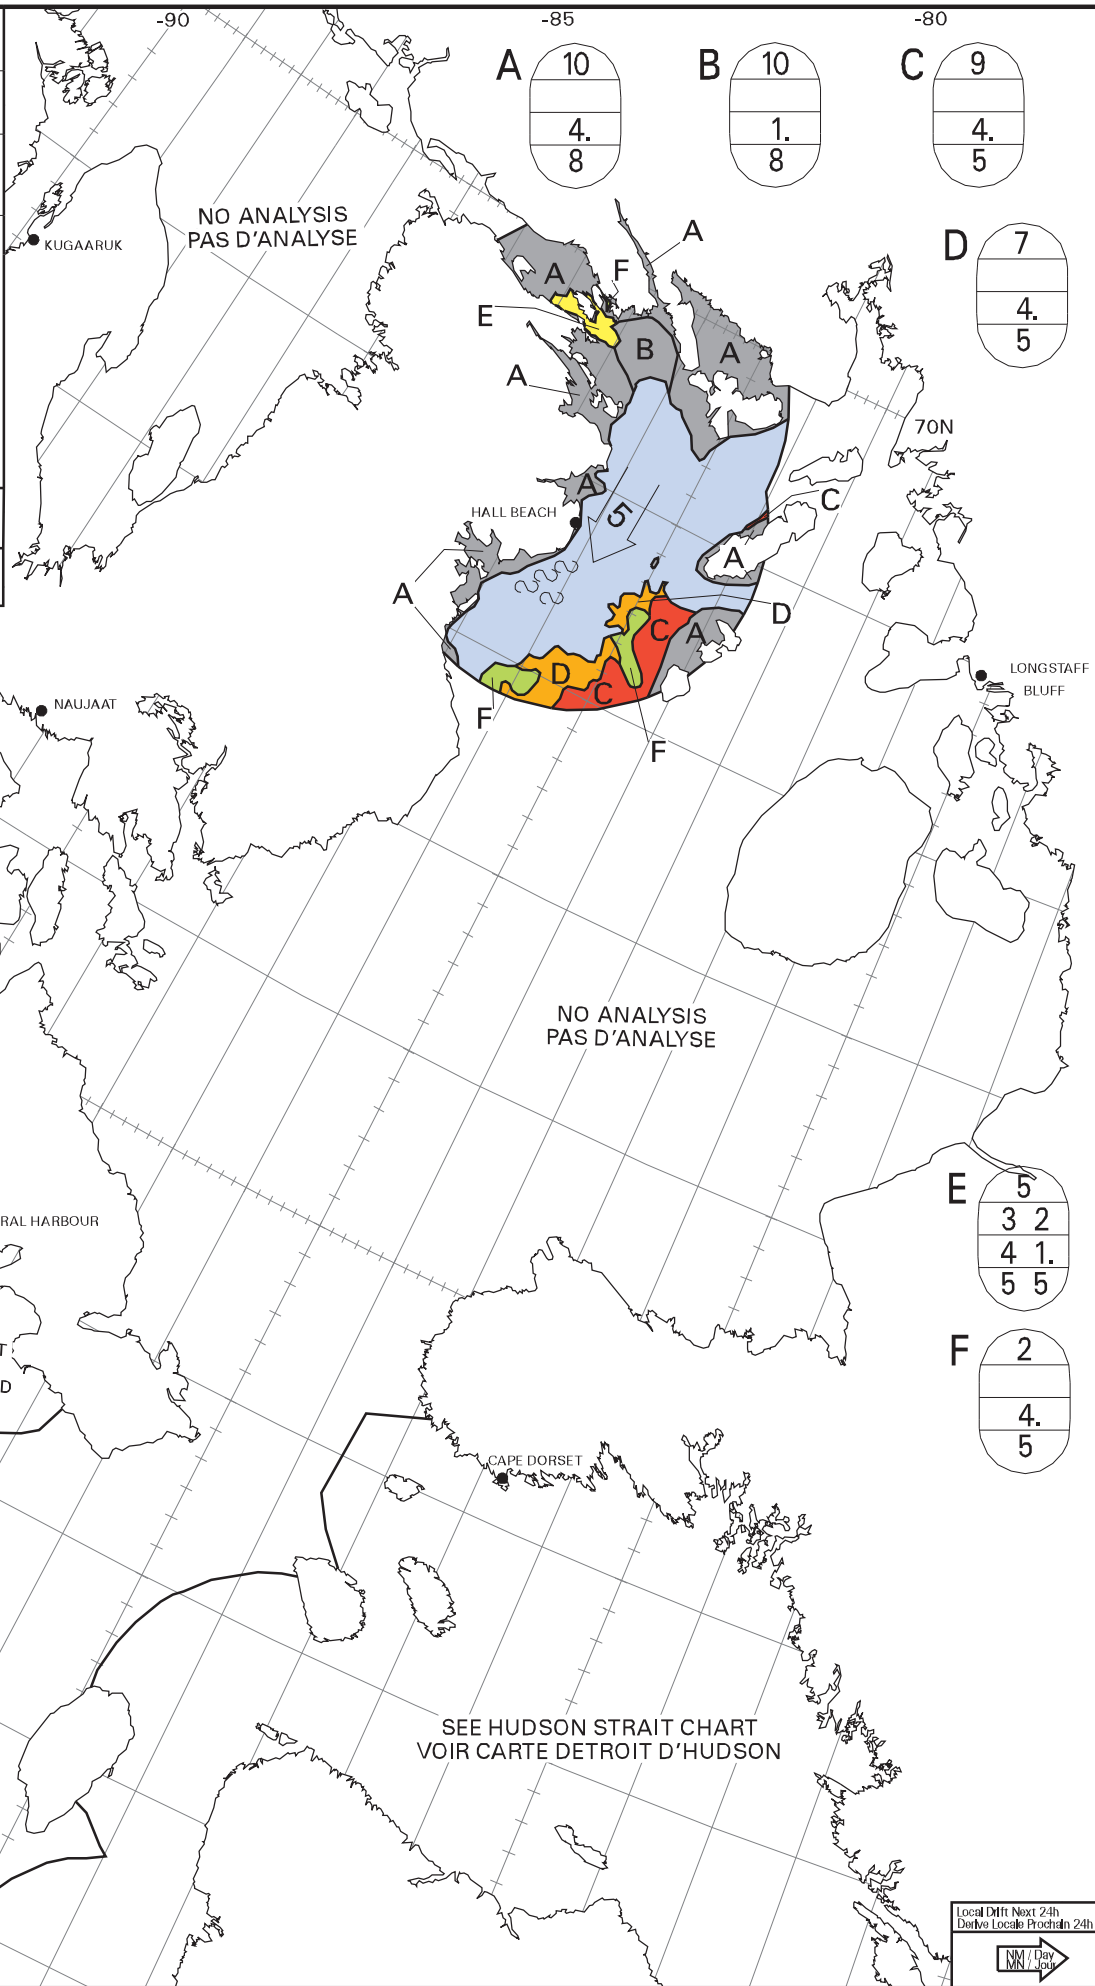 -90
-85
-80
A
10
4.
8
B
10
1.
8
C
9
4.
5
D
7
4.
5
NO ANALYSIS
PAS D'ANALYSE
KUGAARUK
A
A
F
E
B
A
A
70N
A
C
HALL BEACH
5
A
A
D
C
A
A
D
C
F
F
LONGSTAFF
BLUFF
NAUJAAT
NO ANALYSIS
PAS D'ANALYSE
E
5
3 2
4 1.
5 5
RAL HARBOUR
F
2
4.
5
T
D
CAPE DORSET
SEE HUDSON STRAIT CHART
VOIR CARTE DETROIT D'HUDSON
Local Drift Next 24h
Derive Locale Prochain 24h
NM / Day
MN / Jour